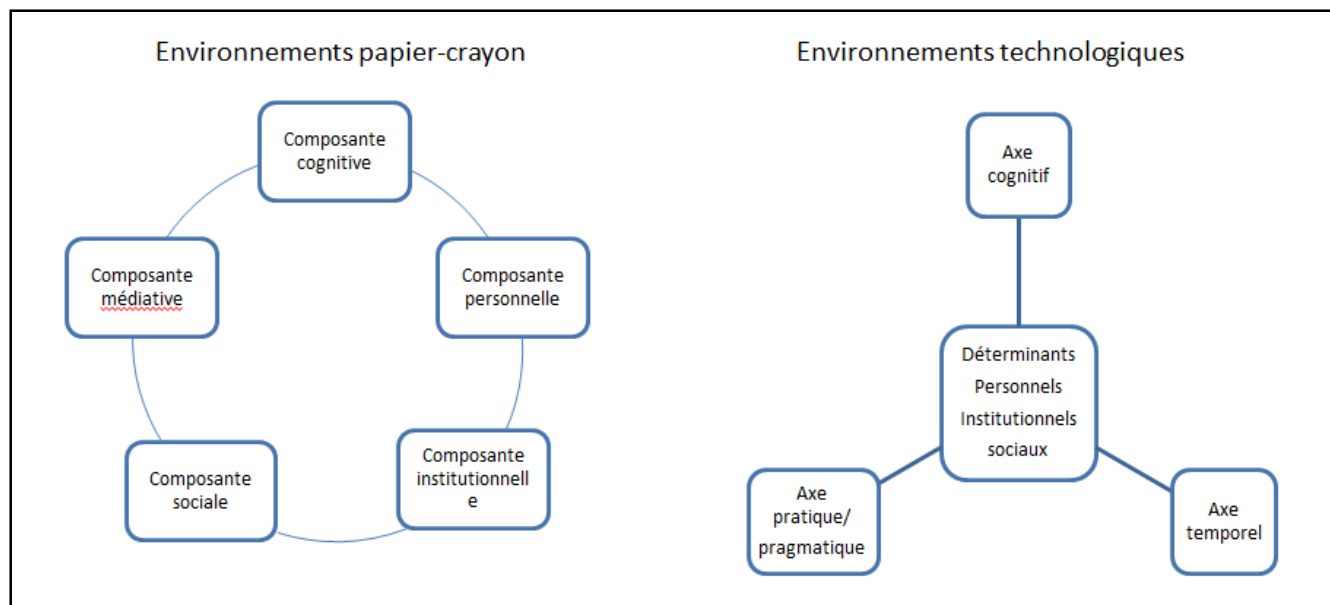 Environnements papier-crayon
Composante
cognitive
Composante
médiative
Composante
personnelle
Composante
sociale
Composante
institutionnell
e
Environnements technologiques
Axe
cognitif
Déterminants
Personnels
Institutionnels
sociaux
Axe
pratique/
pragmatique
Axe
temporel